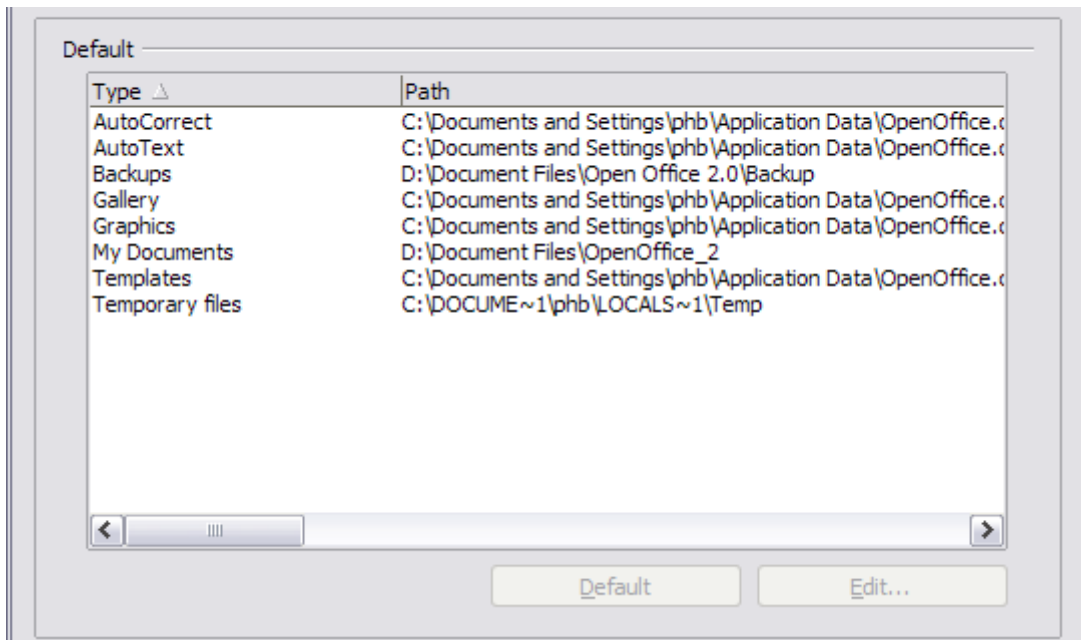 Default
Type Path
AutoCorrect C:\Documents and Settings\phb\Application Data\OpenOffice.
AutoText C:\Documents and Settings\phb\Application Data\OpenOffice.
Backups D:\Document Files\Open Office 2.0\Backup
Gallery C:\Documents and Settings\phb\Application Data\OpenOffice.
Graphics C:\Documents and Settings\phb\Application Data\OpenOffice.
My Documents D:\Document Files\OpenOffice_2
Templates C:\Documents and Settings\phb\Application Data\OpenOffice.
Temporary files C:\DOCUME~1\phb\LOCALS~1\Temp
Default Edit...